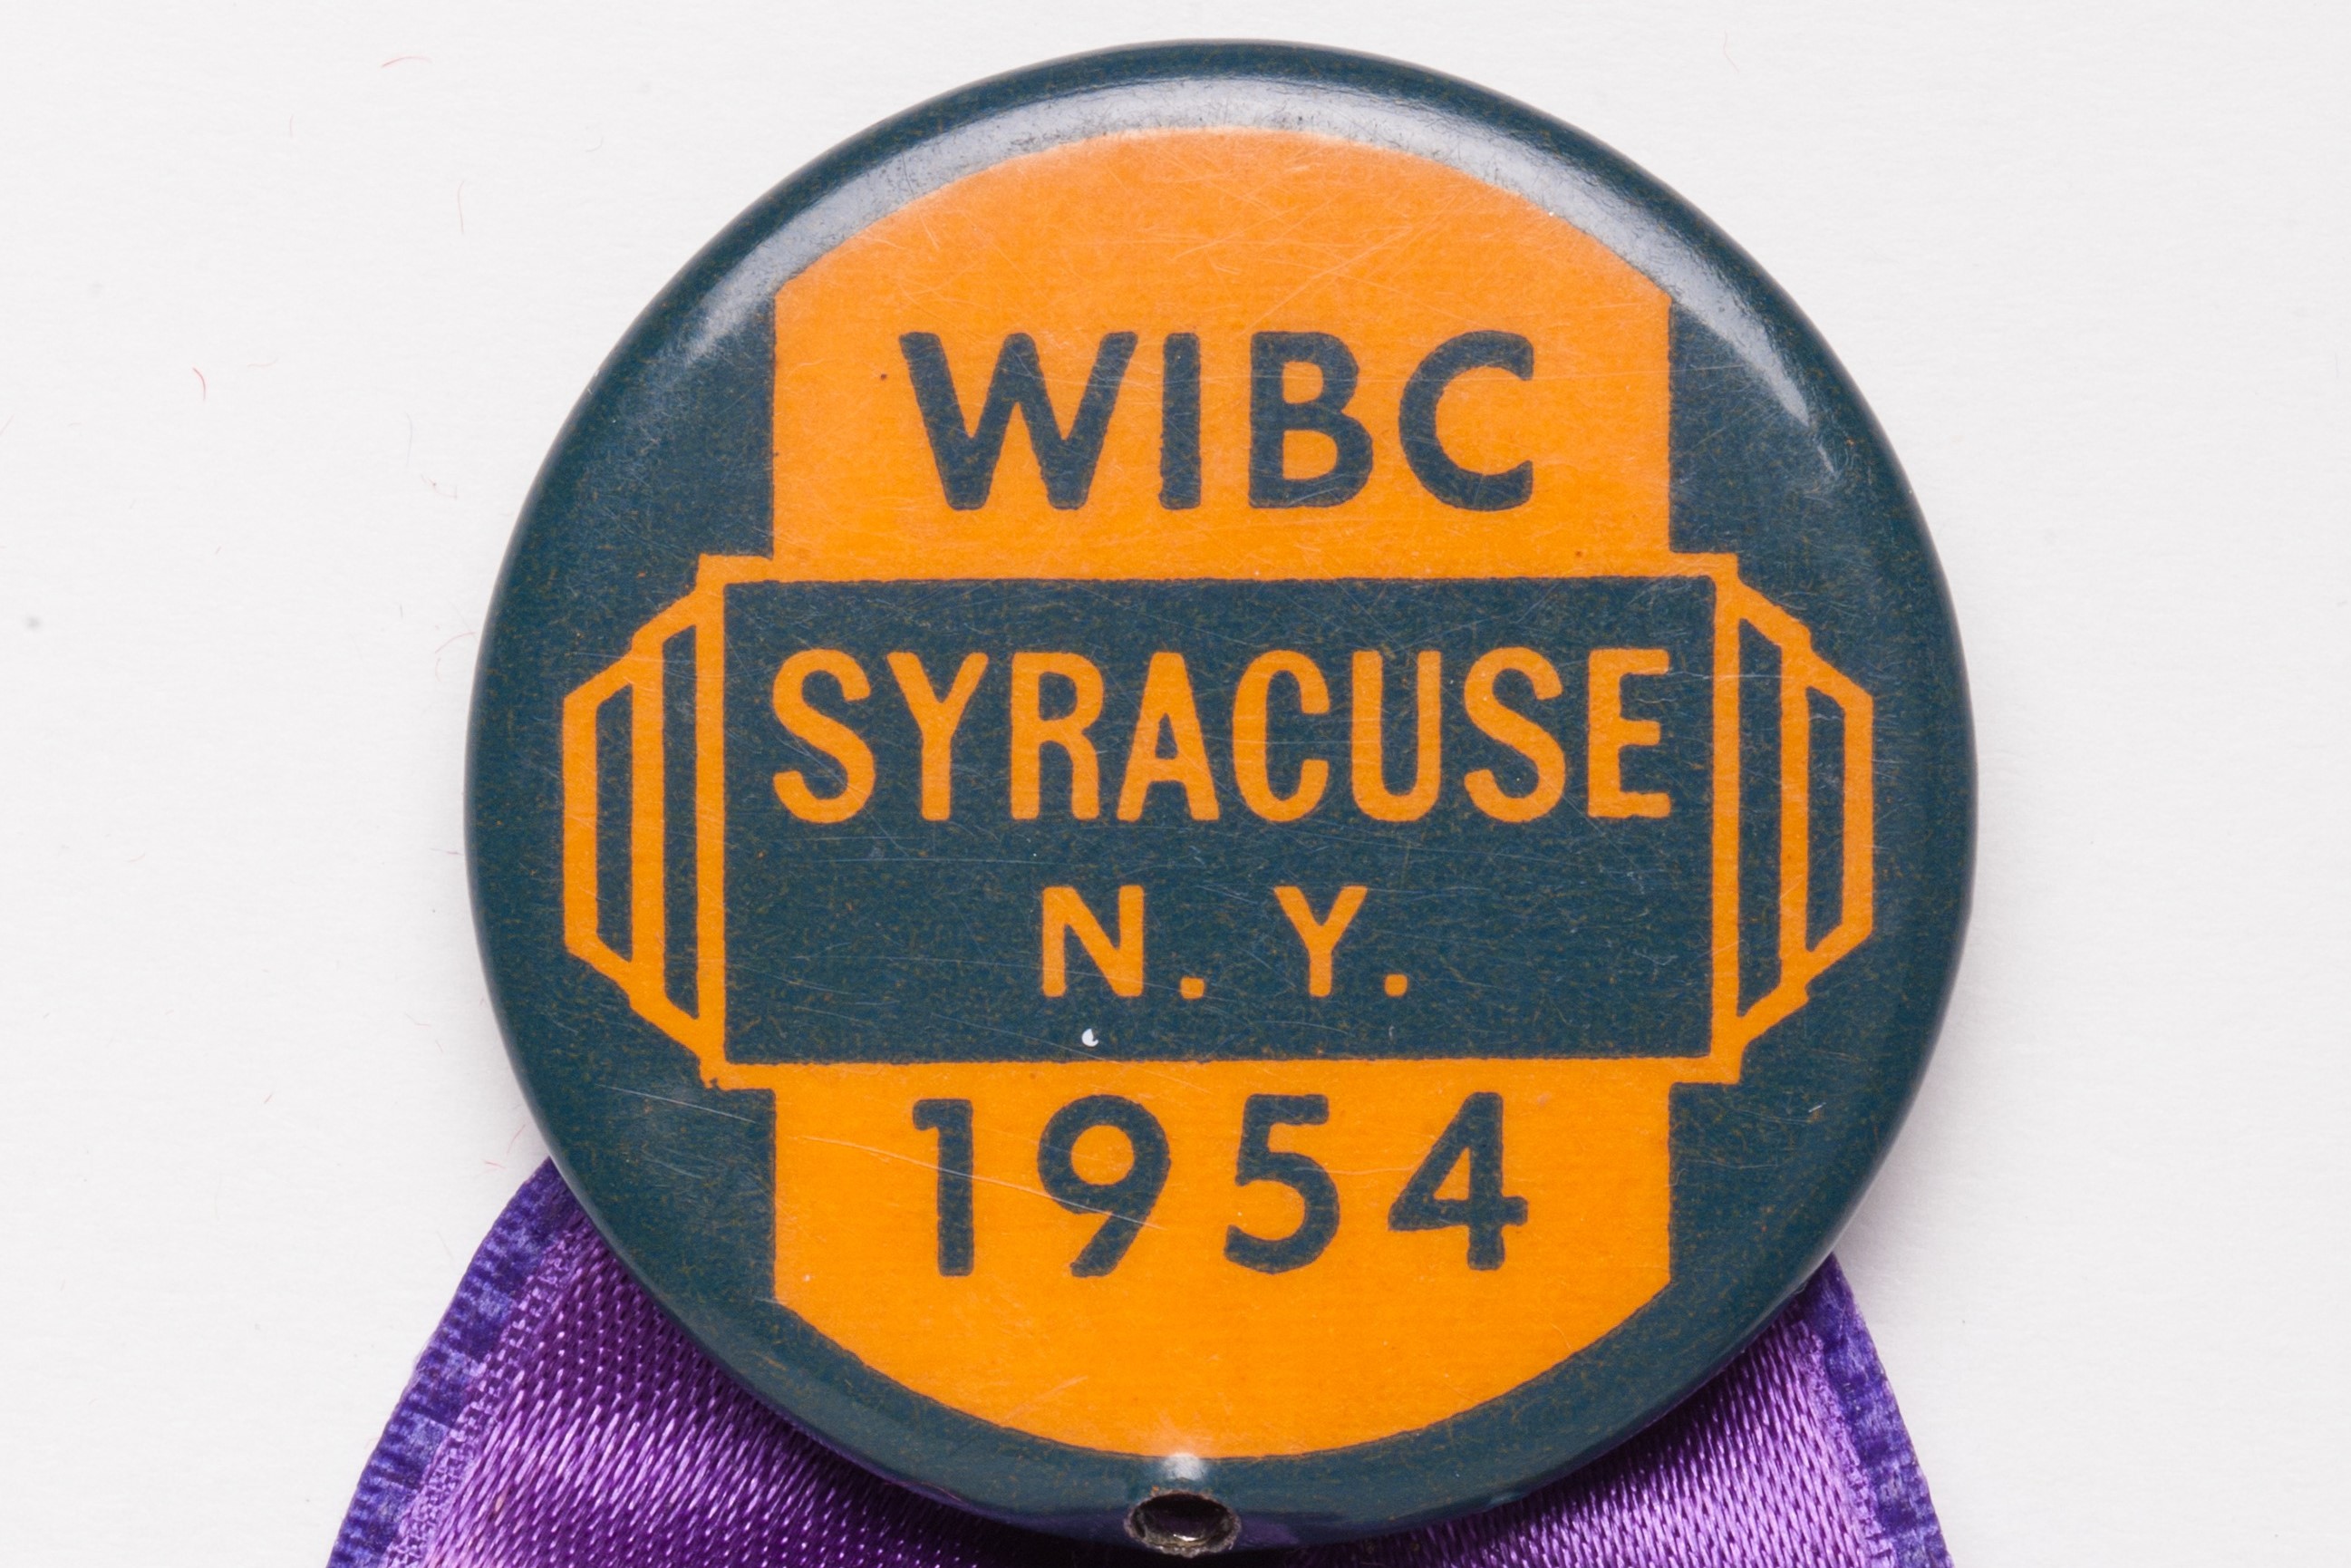 WIBC
SYRACUSE
N. Y.
1954